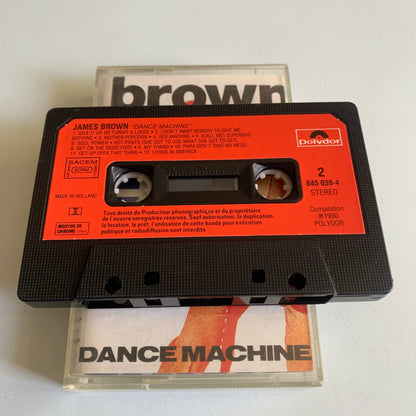 brown
JAMES BROWN "DANCE MACHINE"
1. GIVE IT UP OR TURNIT A LOOSE • 2. I DON'T WANT NOBODY TO GIVE ME
NOTHING • 3. MOTHER POPCORN • 4. SEX MACHINE • 5. (CALL ME) SUPERBAD
6. SOUL POWER • HOT PANTS (SHE GOT TO USE WHAT SHE GOT TO GET)
8. GET ON THE GOOD FOOT • 9. MY THANG • 10. PAPA DON'T TAKE NO MESS
11. GET UP OFFA THAT THING • 12. LIVING IN AMERICA
polydor
SACEM
SDRM
MADE IN HOLLAND
2
845 039-4
STEREO
BIOXYDE DE
CHROME
Tous droits du Producteur phonographique et du propriétaire
de l'oeuvre enregistrée réservés. Sauf autorisation, la duplication
la location, le prêt, l'utilisation de cette bande pour exécution
publique et radiodiffusion sont interdits
Compilation
℗1990
POLYDOR
DANCE MACHINE